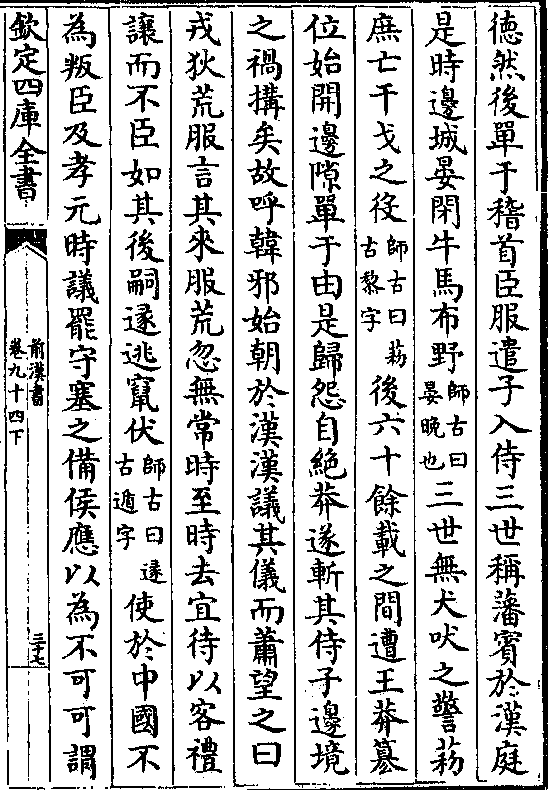 德然後單于稽首臣服遣子入侍三世稱藩賓於漢庭
是時邊城晏閉牛馬布野師古曰晏晚也三世無犬吠之警䔣
庶亡干戈之役師古曰䔣古黎字後六十餘載之間遭王莽篡
位始開邊隙單于由是歸怨自絶莽遂斬其侍子邊境
之禍搆矣故呼韓邪始朝於漢漢議其儀而蕭望之曰
戎狄荒服言其來服荒忽無常時至時去宜待以客禮
讓而不臣如其後嗣遂逃竄伏師古曰遂古遁字使於中國不
為叛臣及孝元時議罷守塞之備侯應以為不可可謂
欽定四庫全書
前漢書
卷九十四下
三十七